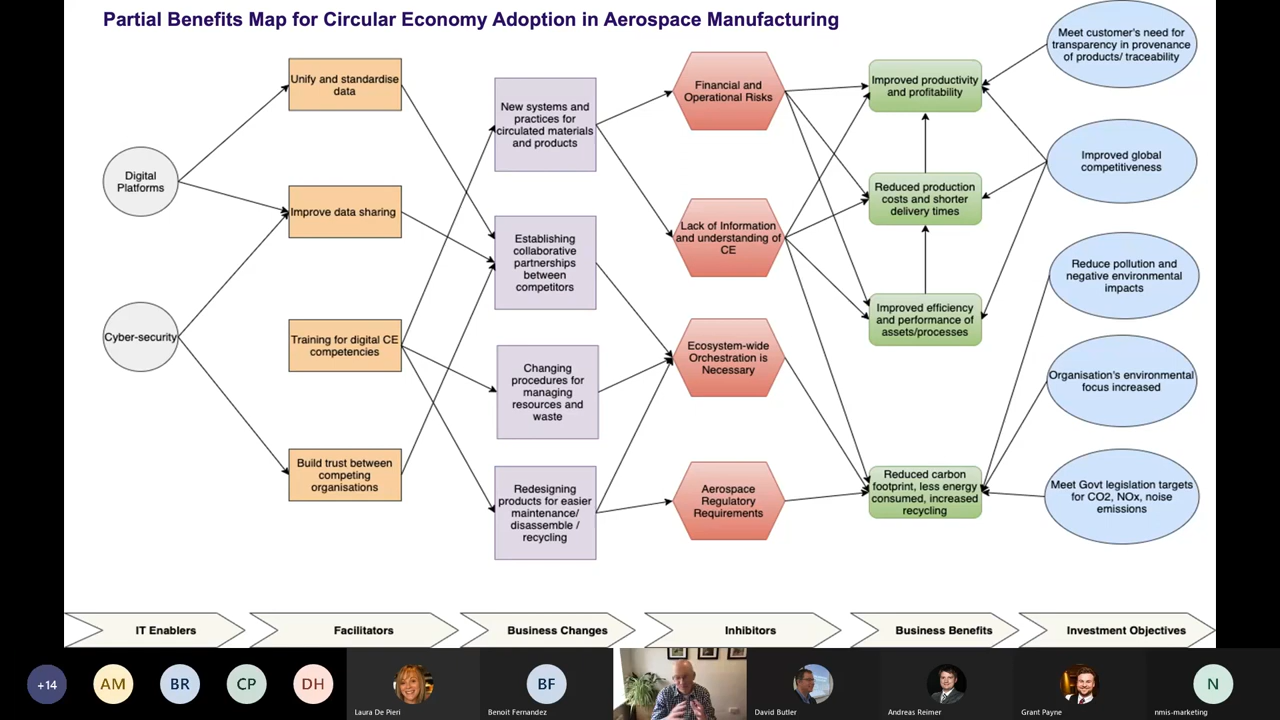 Partial Benefits Map for Circular Economy Adoption in Aerospace Manufacturing
Digital
Platforms
Cyber-security
Unify and standardise
data
Improve data sharing
Training for digital CE
competencies
Build trust between
competing
organisations
New systems and
practices for
circulated materials
and products
Establishing
collaborative
partnerships
between
competitors
Changing
procedures for
managing
resources and
waste
Redesigning
products for easier
maintenance/
disassemble /
recycling
Financial and
Operational Risks
Lack of Information
and understanding of
CE
Ecosystem-wide
Orchestration is
Necessary
Aerospace
Regulatory
Requirements
Improved productivity
and profitability
Reduced production
costs and shorter
delivery times
Improved efficiency
and performance of
assets/processes
Reduced carbon
footprint, less energy
consumed, increased
recycling
Meet customer's need for
transparency in provenance
of products/ traceability
Improved global
competitiveness
Reduce pollution and
negative environmental
impacts
Organisation's environmental
focus increased
Meet Govt legislation targets
for CO2, NOx, noise
emissions
IT Enablers
Facilitators
Business Changes
Inhibitors
Business Benefits
Investment Objectives
+14
AM
BR
CP
DH
Laura De Pieri
BF
Benoit Fernandez
David Butler
Andreas Reimer
Grant Payne
N
nmis-marketing